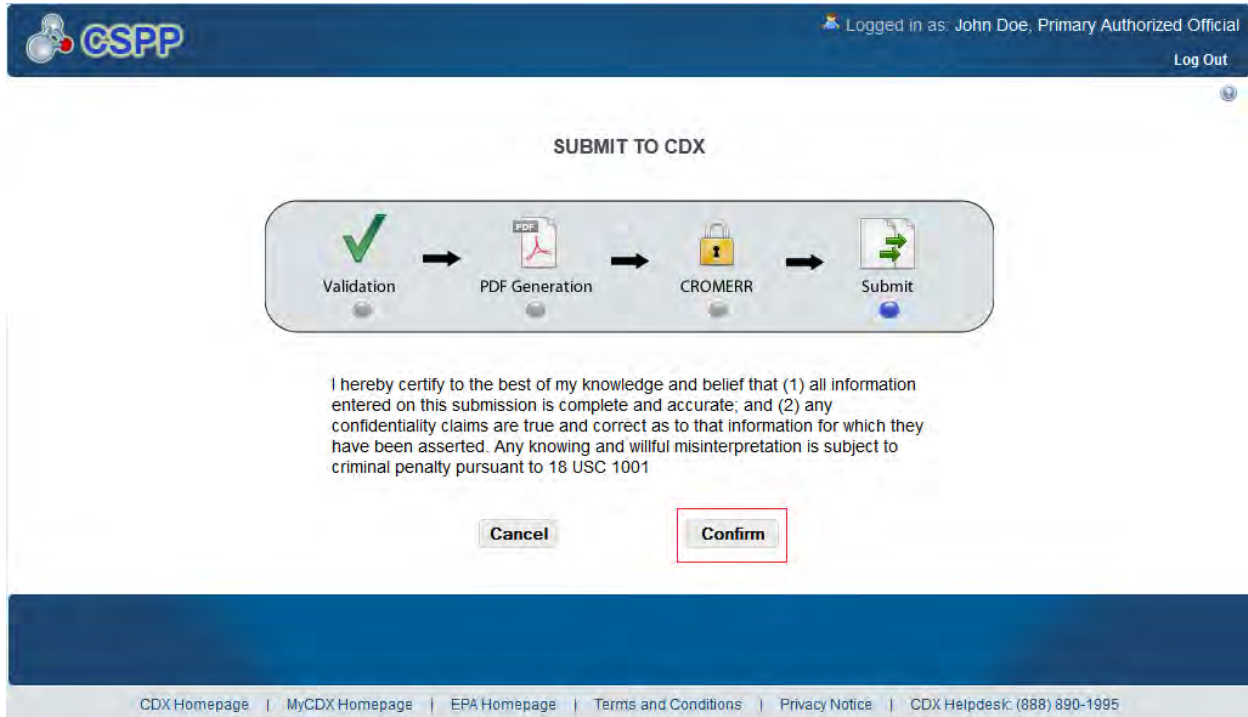 CSPP
Logged in as: John Doe, Primary Authorized Official
Log Out
SUBMIT TO CDX
PDF
Validation
PDF Generation
CROMERR
Submit
I hereby certify to the best of my knowledge and belief that (1) all information
entered on this submission is complete and accurate; and (2) any
confidentiality claims are true and correct as to that information for which they
have been asserted. Any knowing and willful misinterpretation is subject to
criminal penalty pursuant to 18 USC 1001
Cancel
Confirm
CDX Homepage | MyCDX Homepage | EPA Homepage | Terms and Conditions | Privacy Notice | CDX Helpdesk: (888) 890-1995